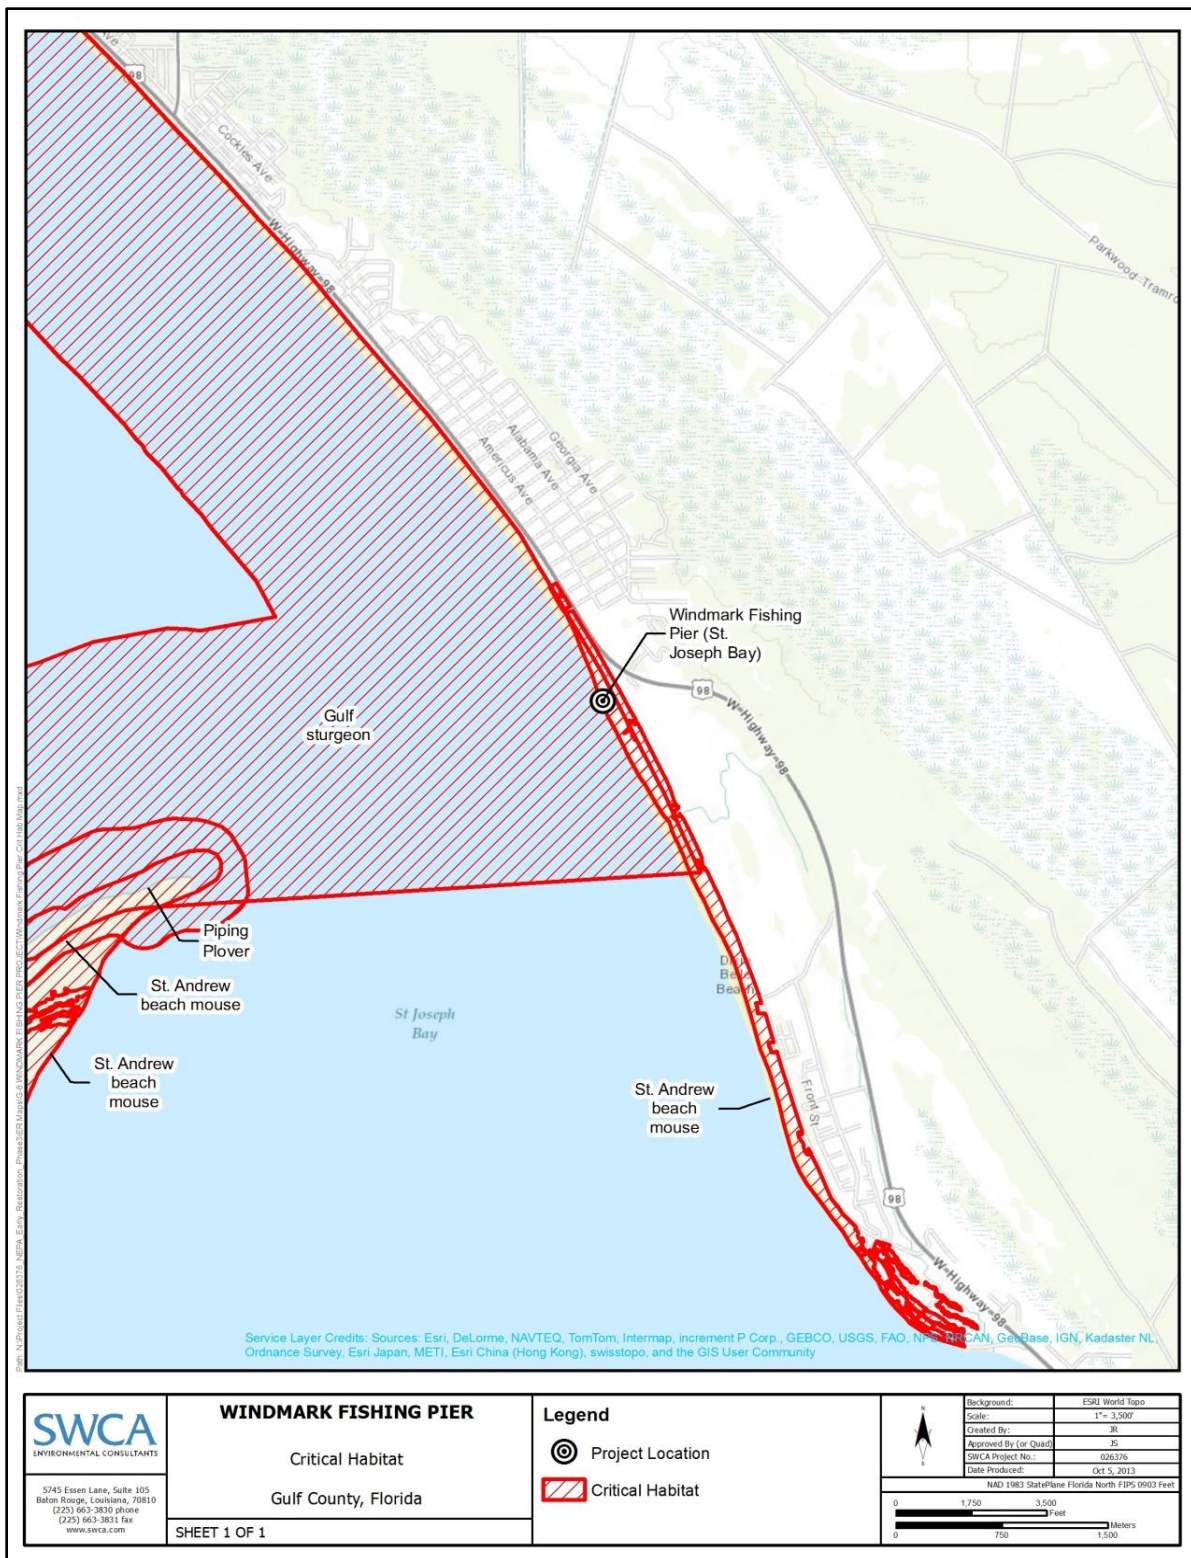 Ave
98
Cockles Ave
W-Highway-98
Parkwood-Tramro
Georgia Ave
Alabama Ave
Americus Ave
Windmark Fishing
Pier (St.
Joseph Bay)
98
W-Highway-98
Gulf
sturgeon
Piping
Plover
St. Andrew
beach mouse
St. Andrew
beach
mouse
St Joseph
Bay
Dixie
Belle
Beach
St. Andrew
beach
mouse
Front St
98
W-Highway-98
Service Layer Credits: Sources: Esri, DeLorme, NAVTEQ, TomTom, Intermap, increment P Corp., GEBCO, USGS, FAO, NPS, NRCAN, GeoBase, IGN, Kadaster NL,
Ordnance Survey, Esri Japan, METI, Esri China (Hong Kong), swisstopo, and the GIS User Community
SWCA
ENVIRONMENTAL CONSULTANTS
5745 Essen Lane, Suite 105
Baton Rouge, Louisiana, 70810
(225) 663-3830 phone
(225) 663-3831 fax
www.swca.com
WINDMARK FISHING PIER
Critical Habitat
Gulf County, Florida
SHEET 1 OF 1
Legend
Project Location
Critical Habitat
N
S
Background: ESRI World Topo
Scale: 1"= 3,500'
Created By: JR
Approved By (or Quad) JS
SWCA Project No.: 026376
Date Produced: Oct 5, 2013
NAD 1983 StatePlane Florida North FIPS 0903 Feet
0 1,750 3,500
Feet
Meters
0 750 1,500